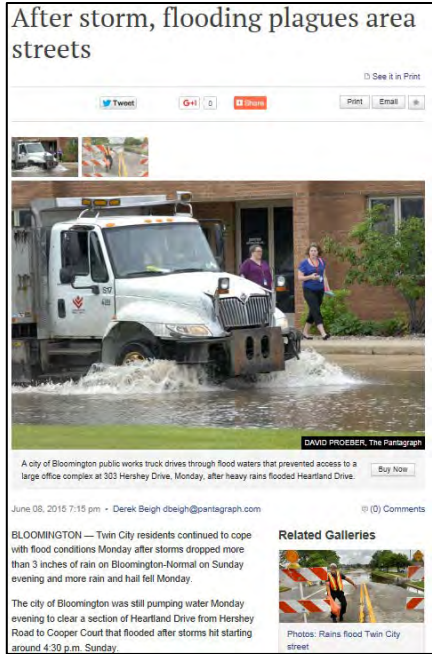 After storm, flooding plagues area
streets
See it in Print
Tweet
G+1 0
Share
Print Email
DAVID PROEBER, The Pantagraph
A city of Bloomington public works truck drives through flood waters that prevented access to a
large office complex at 303 Hershey Drive, Monday, after heavy rains flooded Heartland Drive.
Buy Now
June 08, 2015 7:15 pm • Derek Beigh dbeigh@pantagraph.com
(0) Comments
BLOOMINGTON — Twin City residents continued to cope
with flood conditions Monday after storms dropped more
than 3 inches of rain on Bloomington-Normal on Sunday
evening and more rain and hail fell Monday.
The city of Bloomington was still pumping water Monday
evening to clear a section of Heartland Drive from Hershey
Road to Cooper Court that flooded after storms hit starting
around 4:30 p.m. Sunday.
Related Galleries
Photos: Rains flood Twin City
street